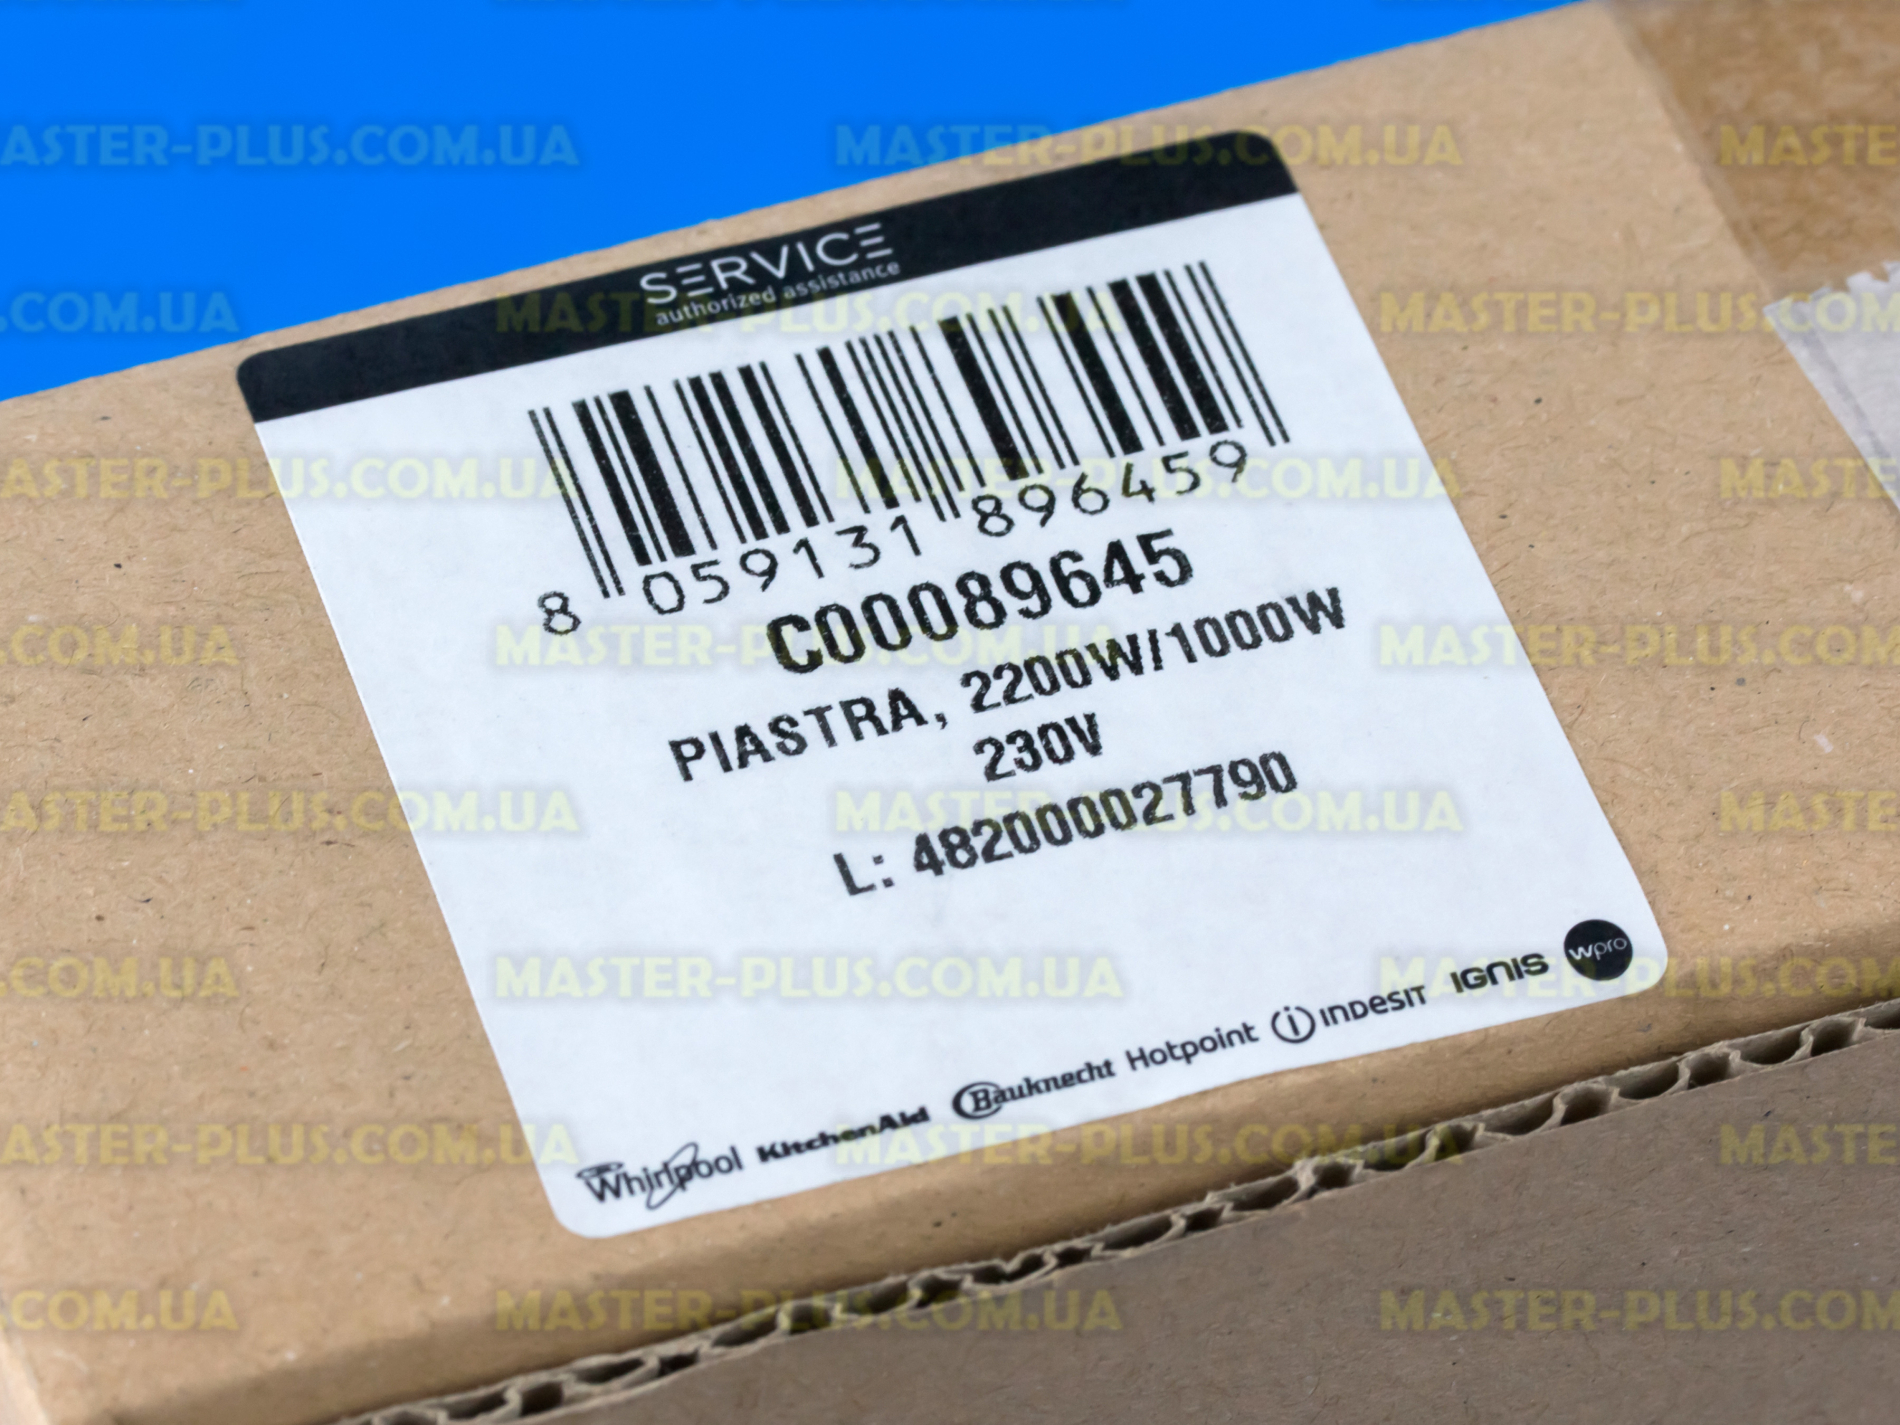 SERVICE
authorized assistance
8 059131 896459
C00089645
PIASTRA, 2200W/1000W
230V
L: 482000027790
Whirlpool KitchenAid Bauknecht Hotpoint indesit IGNIS wpro
MASTER-PLUS.COM.UA